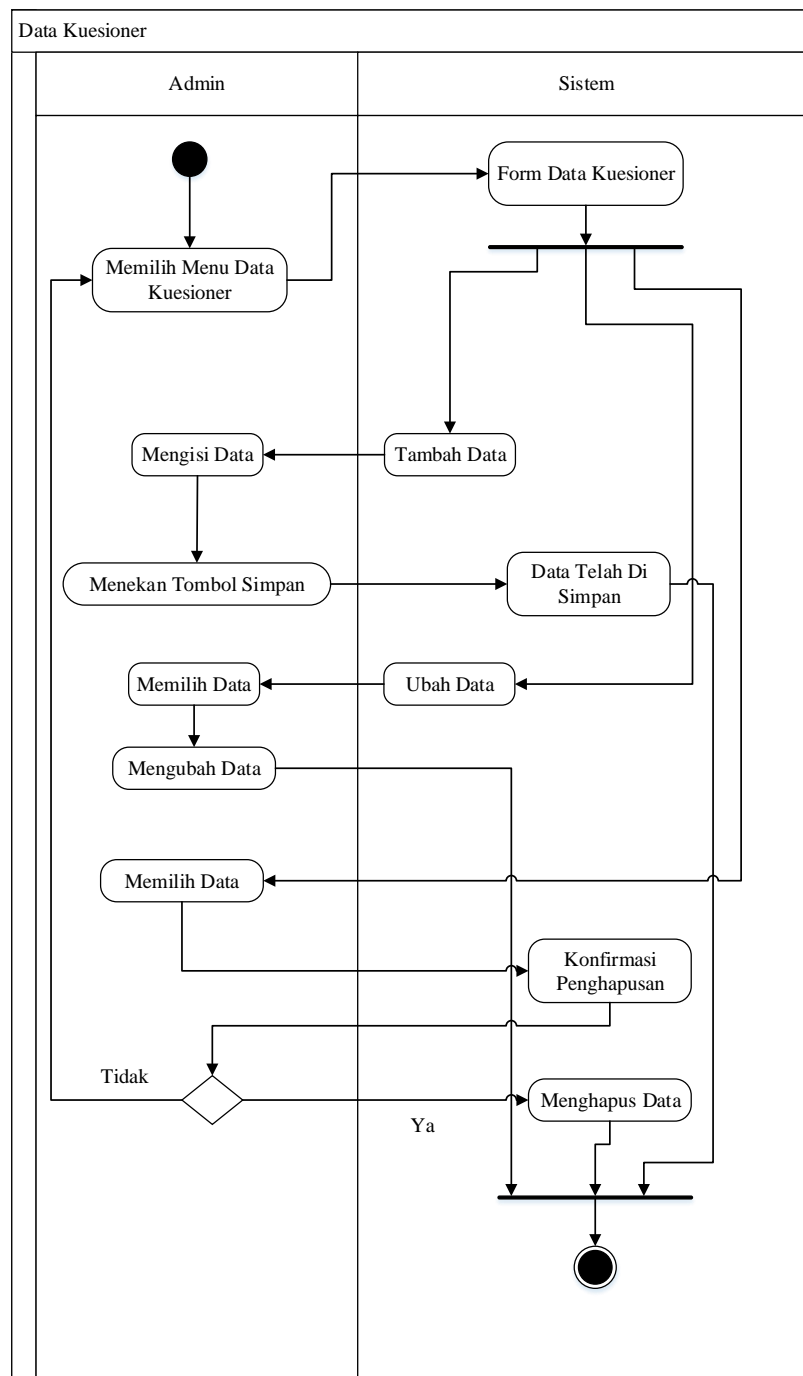 Data Kuesioner
Admin
Sistem
Form Data Kuesioner
Memilih Menu Data
Kuesioner
Mengisi Data
Tambah Data
Menekan Tombol Simpan
Data Telah Di
Simpan
Memilih Data
Ubah Data
Mengubah Data
Memilih Data
Konfirmasi
Penghapusan
Tidak
Menghapus Data
Ya